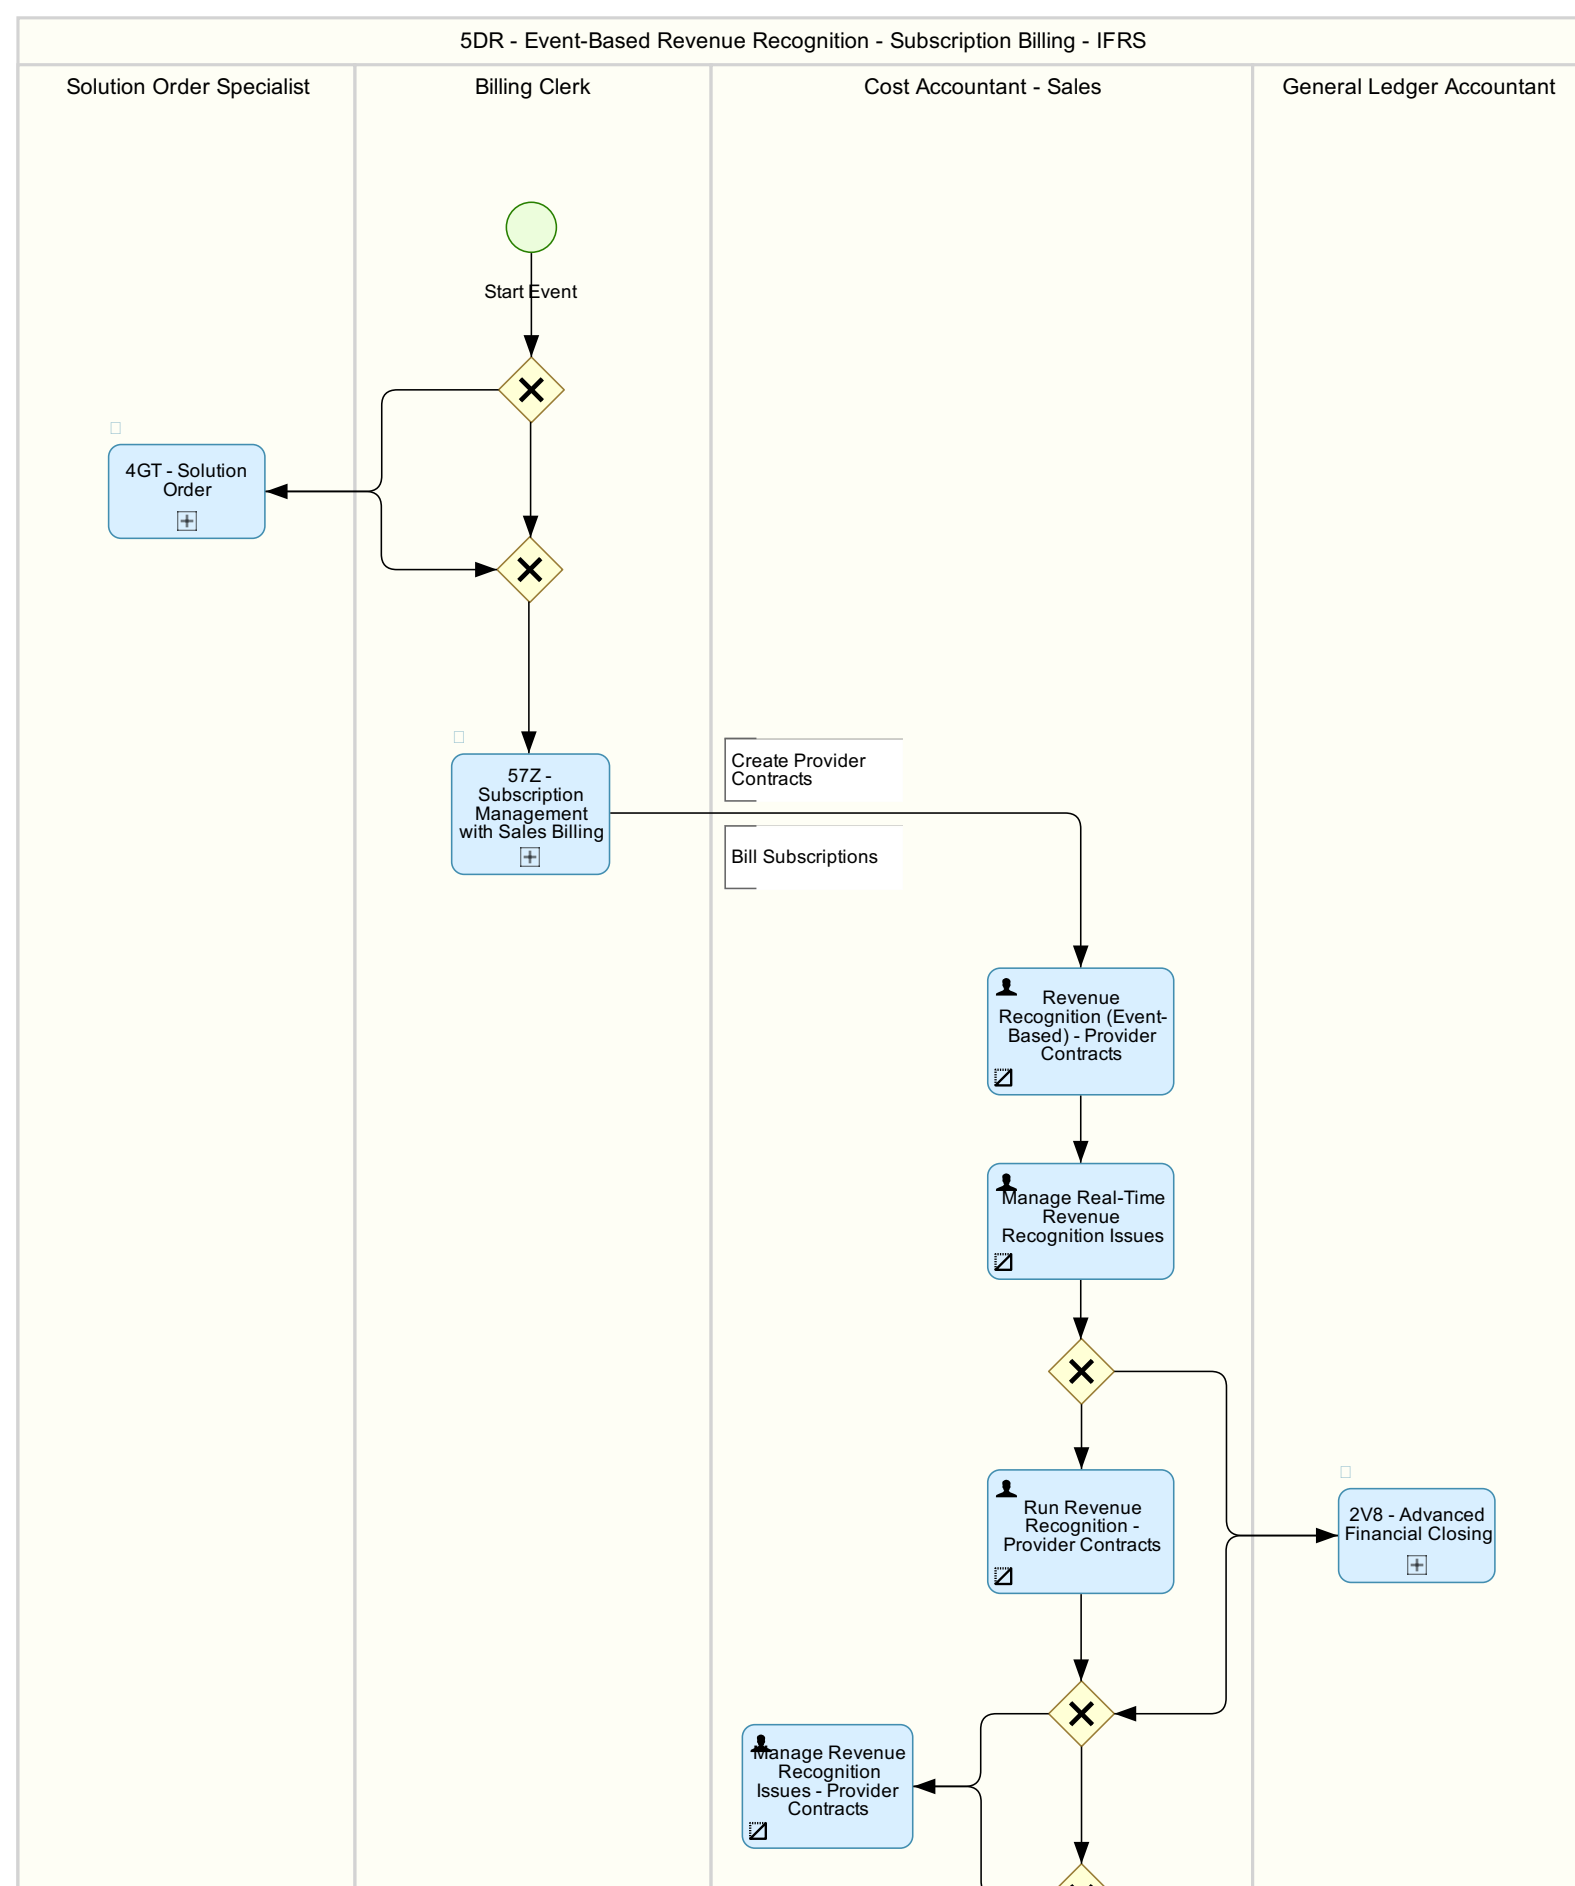 5DR - Event-Based Revenue Recognition - Subscription Billing - IFRS
Solution Order Specialist
Billing Clerk
Cost Accountant - Sales
General Ledger Accountant
Start Event
4GT - Solution
Order
57Z -
Subscription
Management
with Sales Billing
Create Provider
Contracts
Bill Subscriptions
Revenue
Recognition (Event-
Based) - Provider
Contracts
Manage Real-Time
Revenue
Recognition Issues
Run Revenue
Recognition -
Provider Contracts
2V8 - Advanced
Financial Closing
Manage Revenue
Recognition
Issues - Provider
Contracts